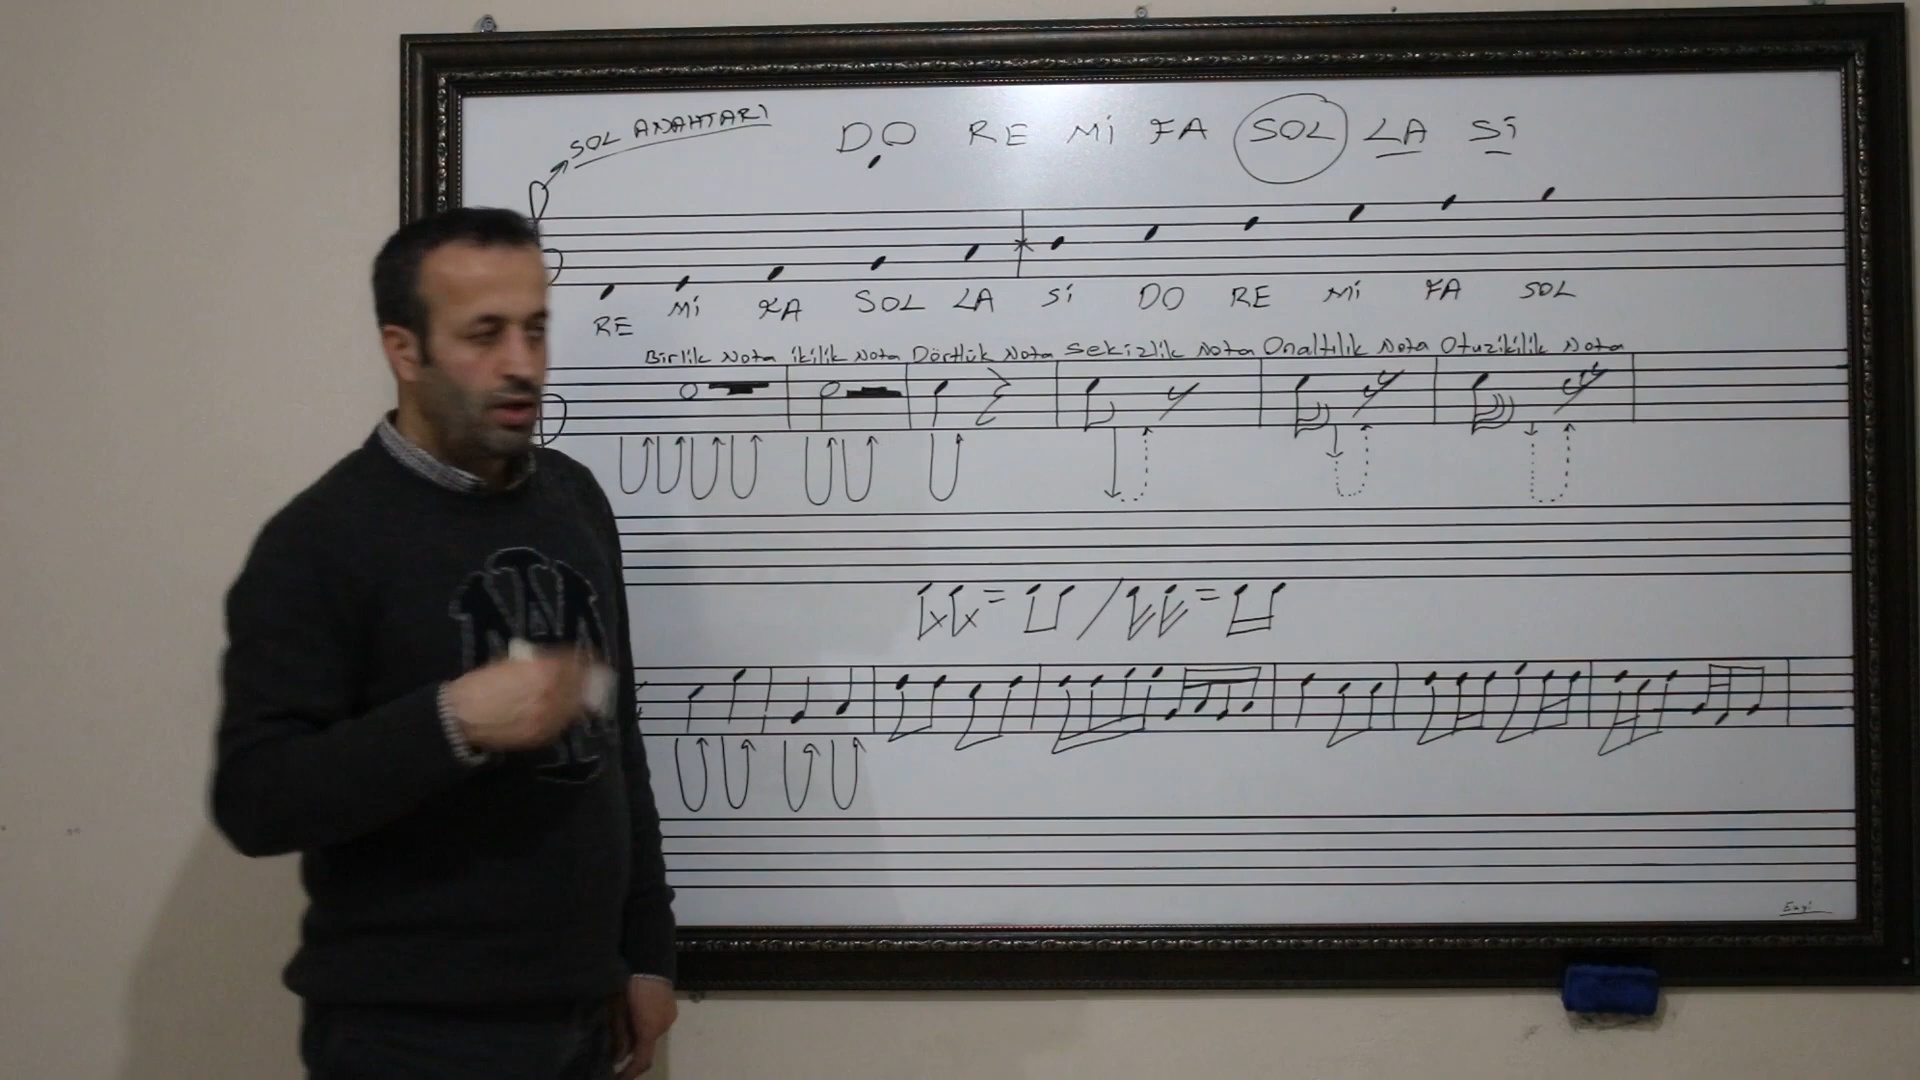 SOL ANAHTARI
DO RE Mi FA SOL LA Si
RE Mi FA SOL LA Si DO RE Mi FA SOL
Birlik Nota ikilik Nota Dörtlük Nota Sekizlik Nota Onaltılık Nota Otuzikilik Nota